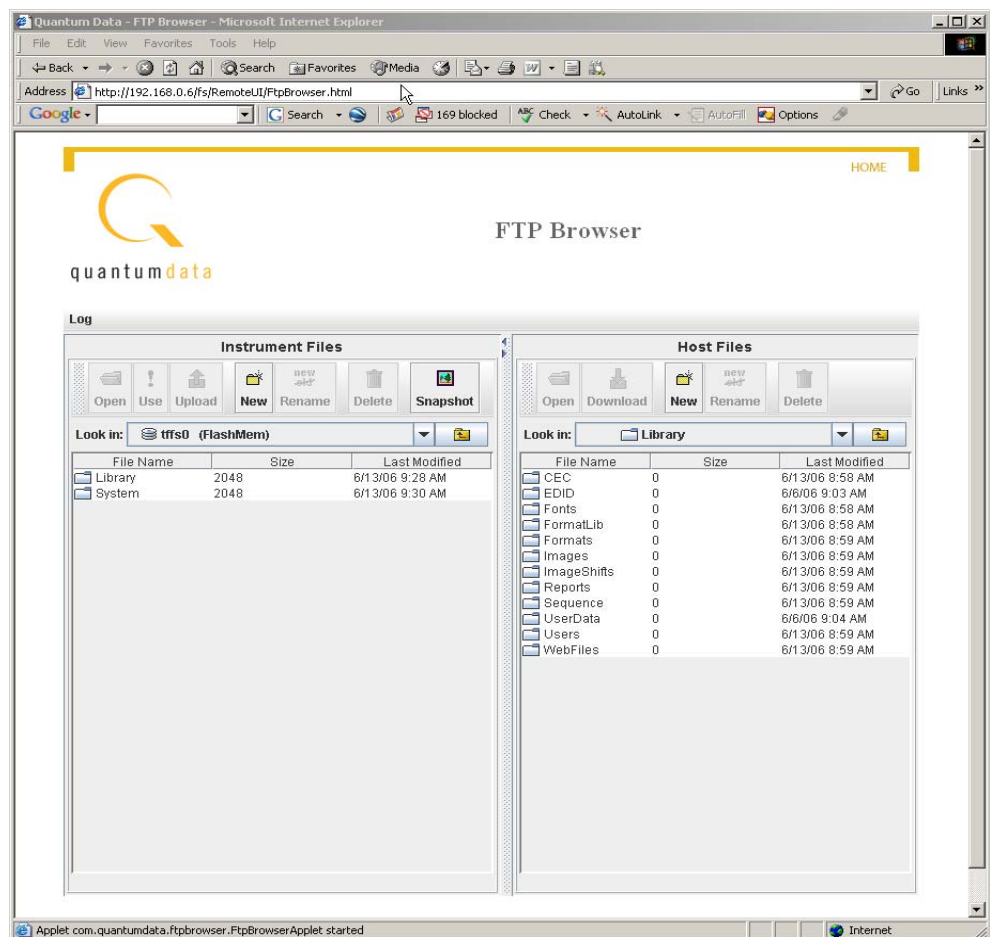 Quantum Data - FTP Browser - Microsoft Internet Explorer
File Edit View Favorites Tools Help
Back Search Favorites Media
Address http://192.168.0.6/fs/RemoteUI/FtpBrowser.html Go Links »
Google Search 169 blocked ABC Check AutoLink AutoFill Options
HOME
FTP Browser
quantumdata
Log
Instrument Files
Open Use Upload New new old Rename Delete Snapshot
Look in: tffs0 (FlashMem)
File Name Size Last Modified
Library 2048 6/13/06 9:28 AM
System 2048 6/13/06 9:30 AM
Host Files
Open Download New new old Rename Delete
Look in: Library
File Name Size Last Modified
CEC 0 6/13/06 8:58 AM
EDID 0 6/6/06 9:03 AM
Fonts 0 6/13/06 8:58 AM
FormatLib 0 6/13/06 8:58 AM
Formats 0 6/13/06 8:59 AM
Images 0 6/13/06 8:59 AM
ImageShifts 0 6/13/06 8:59 AM
Reports 0 6/13/06 8:59 AM
Sequence 0 6/13/06 8:59 AM
UserData 0 6/6/06 9:04 AM
Users 0 6/13/06 8:59 AM
WebFiles 0 6/13/06 8:59 AM
Applet com.quantumdata.ftpbrowser.FtpBrowserApplet started Internet